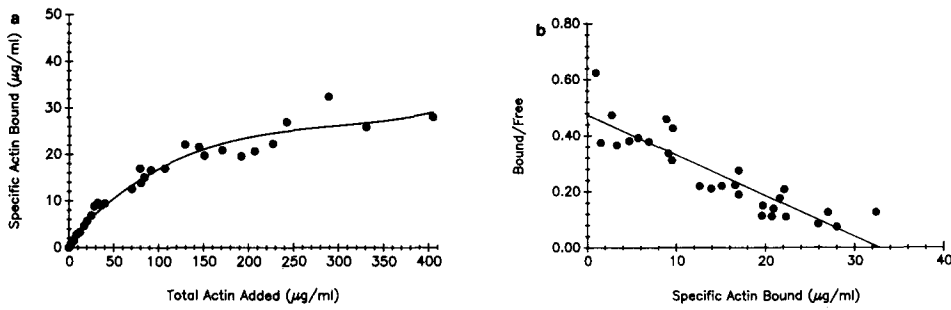 a
50
40
30
20
10
0
Specific Actin Bound (μg/ml)
0 50 100 150 200 250 300 350 400
Total Actin Added (μg/ml)
b
0.80
0.60
0.40
0.20
0.00
Bound/Free
0 10 20 30 40
Specific Actin Bound (μg/ml)